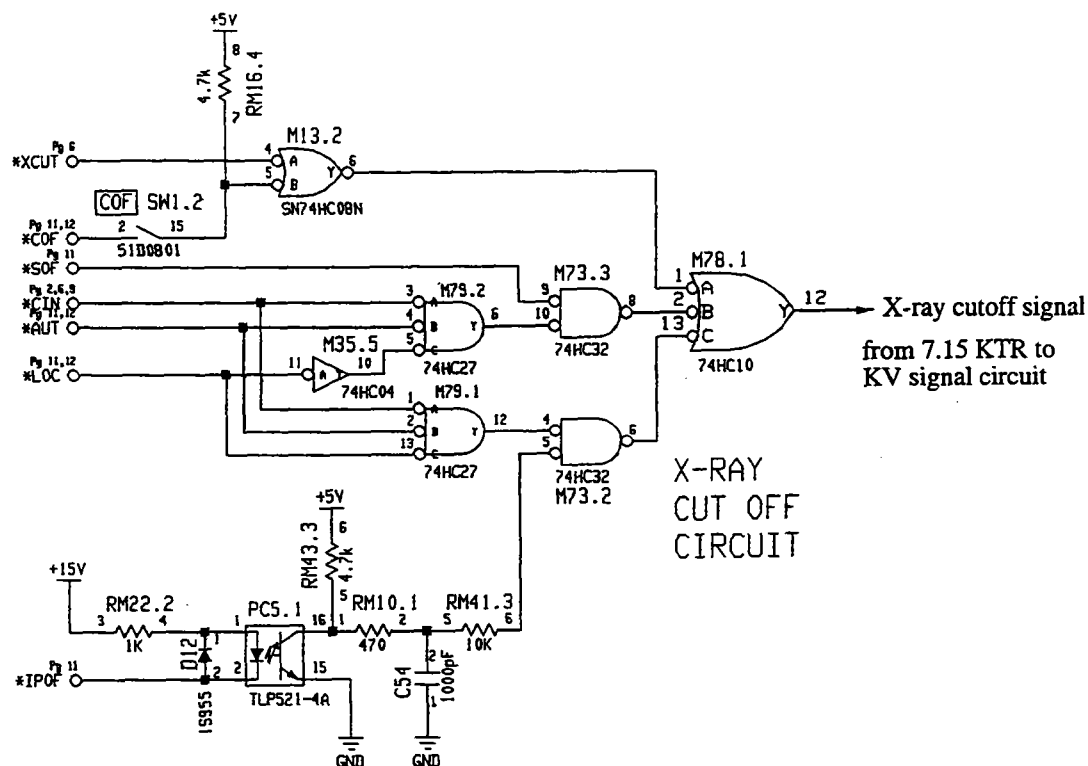 +5V
8
4.7k
RM16.4
7
M13.2
Pg 6
*XCUT
4
A
Y
6
5
B
SN74HC08N
COF SW1.2
Pg 11,12
*COF
2
15
SIB0801
Pg 11
*SOF
M73.3
M78.1
Pg 2,6,9
*CIN
3
A
M79.2
9
8
1
A
Y
12
X-ray cutoff signal
Pg 11,12
*AUT
4
B
Y
6
10
2
B
M35.5
5
C
74HC32
13
C
from 7.15 KTR to
KV signal circuit
Pg 11,12
*LOC
11
A
10
74HC27
74HC10
74HC04
M79.1
1
A
2
B
Y
12
4
6
13
C
5
74HC27
74HC32
M73.2
X-RAY
CUT OFF
CIRCUIT
+5V
6
RM43.3
4.7k
5
+15V
RM22.2
PC5.1
RM10.1
RM41.3
3
4
1
16
1
2
5
6
1K
470
10K
D12
1
2
1S955
Pg 11
*IPOF
2
15
TLP521-4A
C54
2
1000pF
1
GND
GND